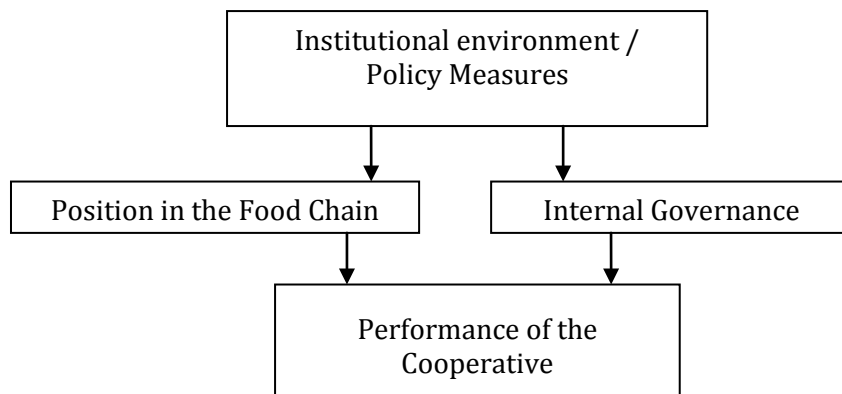 Institutional environment /
Policy Measures
Position in the Food Chain
Internal Governance
Performance of the
Cooperative